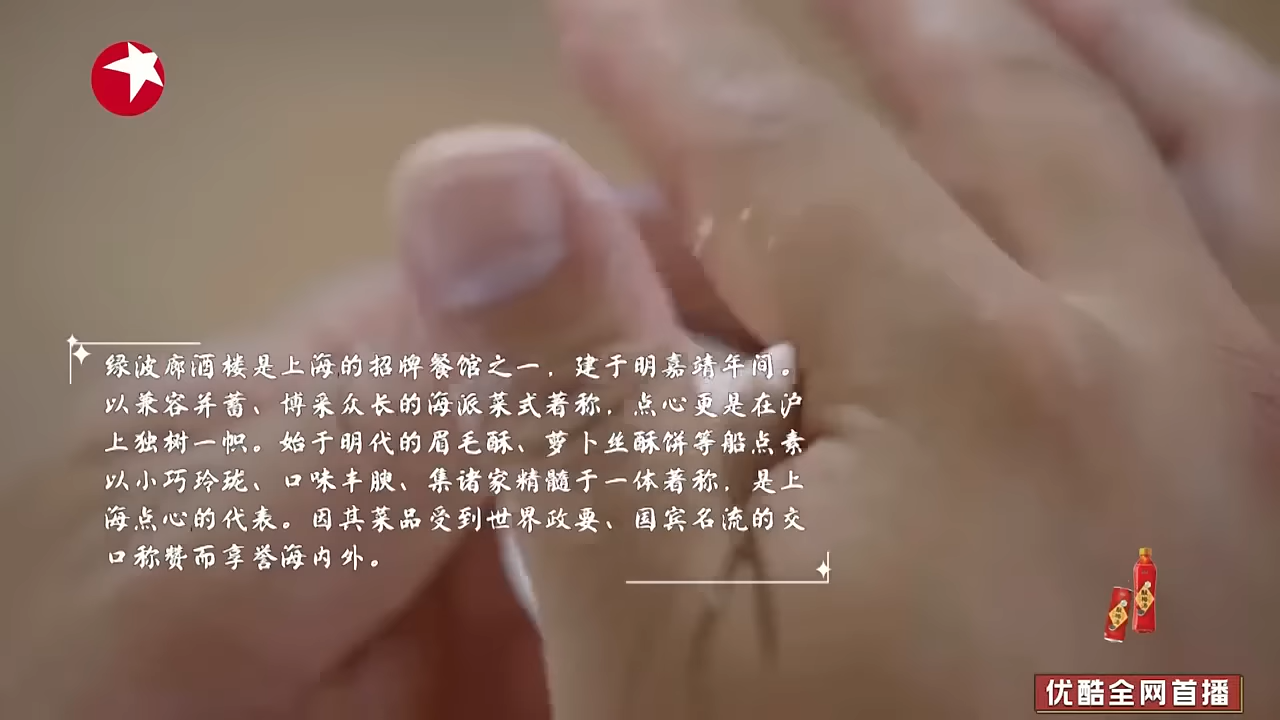 绿波廊酒楼是上海的招牌餐馆之一，建于明嘉靖年间。
以兼容并蓄、博采众长的海派菜式著称，点心更是在沪
上独树一帜。始于明代的眉毛酥、萝卜丝酥饼等船点素
以小巧玲珑、口味丰腴、集诸家精髓于一体著称，是上
海点心的代表。因其菜品受到世界政要、国宾名流的交
口称赞而享誉海内外。
优酷全网首播